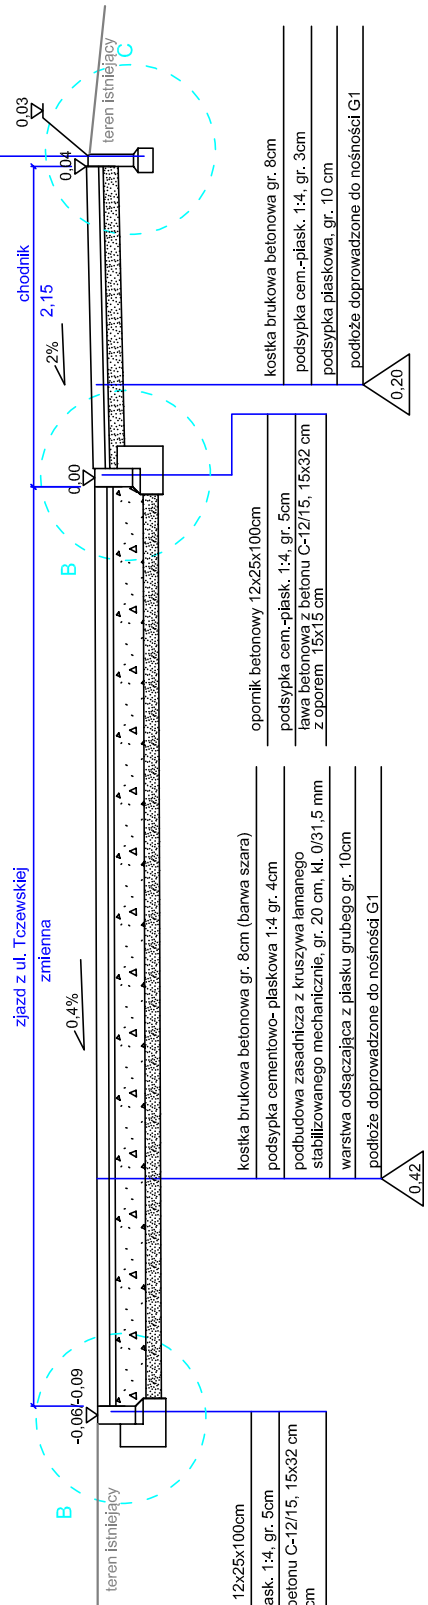 teren istniejący
C
0,03
0,04
chodnik
2,15
2%
0,00
B
zjazd z ul. Tczewskiej
zmienna
0,4%
-0,06/-0,09
B
teren istniejący
kostka brukowa betonowa gr. 8cm
podsypka cem.-piask. 1:4, gr. 3cm
podsypka piaskowa, gr. 10 cm
podłoże doprowadzone do nośności G1
0,20
opornik betonowy 12x25x100cm
podsypka cem.-piask. 1:4, gr. 5cm
ława betonowa z betonu C-12/15, 15x32 cm
z oporem 15x15 cm
kostka brukowa betonowa gr. 8cm (barwa szara)
podsypka cementowo- piaskowa 1:4 gr. 4cm
podbudowa zasadnicza z kruszywa łamanego
stabilizowanego mechanicznie, gr. 20 cm, kl. 0/31,5 mm
warstwa odsączająca z piasku grubego gr. 10cm
podłoże doprowadzone do nośności G1
0,42
12x25x100cm
ask. 1:4, gr. 5cm
betonu C-12/15, 15x32 cm
cm